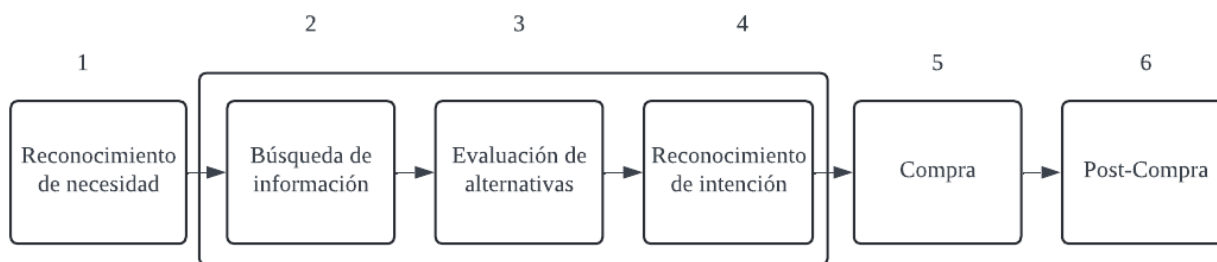 1
2
3
4
5
6
Reconocimiento
de necesidad
Búsqueda de
información
Evaluación de
alternativas
Reconocimiento
de intención
Compra
Post-Compra